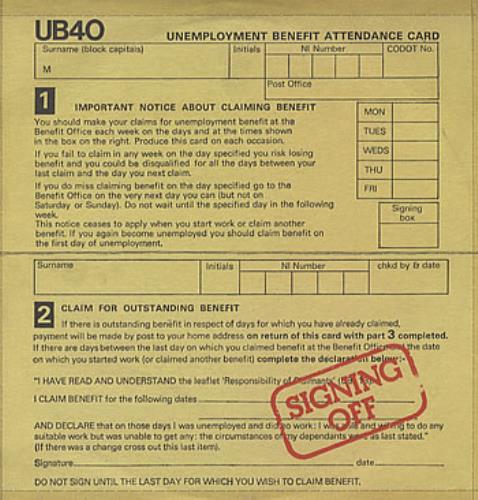 UB40
UNEMPLOYMENT BENEFIT ATTENDANCE CARD
Surname (block capitals) Initials NI Number CODOT No.
M
Post Office
1 IMPORTANT NOTICE ABOUT CLAIMING BENEFIT
You should make your claims for unemployment benefit at the
Benefit Office each week on the days and at the times shown
in the box on the right. Produce this card on each occasion.
If you fail to claim in any week on the day specified you risk losing
benefit and you could be disqualified for all the days between your
last claim and the day you next claim.
If you do miss claiming benefit on the day specified go to the
Benefit Office on the very next day you can (but not on
Saturday or Sunday). Do not wait until the specified day in the following
week.
This notice ceases to apply when you start work or claim another
benefit. If you again become unemployed you should claim benefit on
the first day of unemployment.
MON
TUES
WEDS
THU
FRI
Signing
box
Surname Initials NI Number chkd by & date
2 CLAIM FOR OUTSTANDING BENEFIT
If there is outstanding benefit in respect of days for which you have already claimed,
payment will be made by post to your home address on return of this card with part 3 completed.
If there are days between the last day on which you claimed benefit at the Benefit Office and the date
on which you started work (or claimed another benefit) complete the declaration below:-
"I HAVE READ AND UNDERSTAND the leaflet 'Responsibility of Claimants'
I CLAIM BENEFIT for the following dates
AND DECLARE that on those days I was unemployed and did no work: I was able and willing to do any
suitable work but was unable to get any: the circumstances of my dependants were as last stated."
(If there was a change cross out this last item).
Signature date
DO NOT SIGN UNTIL THE LAST DAY FOR WHICH YOU WISH TO CLAIM BENEFIT.
SIGNING
OFF